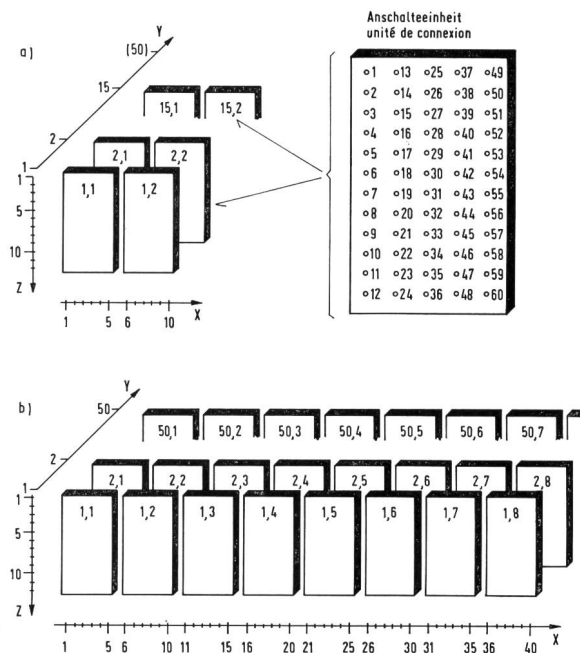 Anschalteeinheit
unité de connexion
a)
Y
(50)
15
2
1
15,1 15,2
2,1 2,2
1,1 1,2
1
5
10
Z
1 5 6 10 X
1 13 25 37 49
2 14 26 38 50
3 15 27 39 51
4 16 28 40 52
5 17 29 41 53
6 18 30 42 54
7 19 31 43 55
8 20 32 44 56
9 21 33 45 57
10 22 34 46 58
11 23 35 47 59
12 24 36 48 60
b)
Y
50
2
1
50,1 50,2 50,3 50,4 50,5 50,6 50,7
2,1 2,2 2,3 2,4 2,5 2,6 2,7 2,8
1,1 1,2 1,3 1,4 1,5 1,6 1,7 1,8
1
5
10
Z
X
1 5 6 10 11 15 16 20 21 25 26 30 31 35 36 40